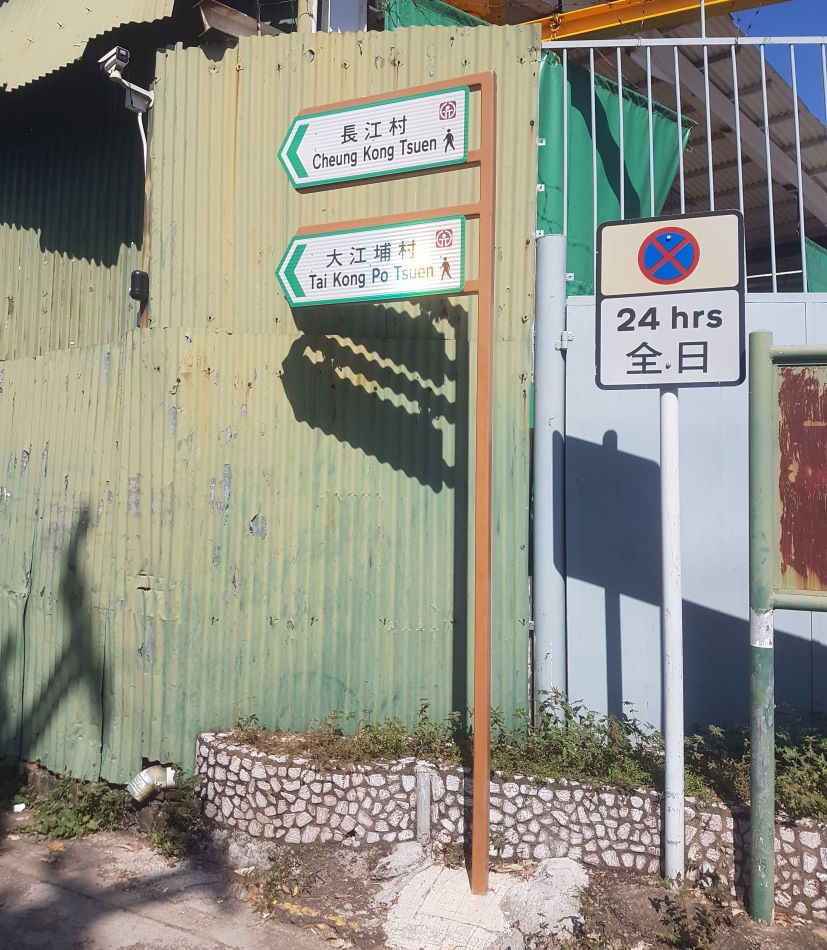 長江村
Cheung Kong Tsuen
大江埔村
Tai Kong Po Tsuen
24 hrs
全日